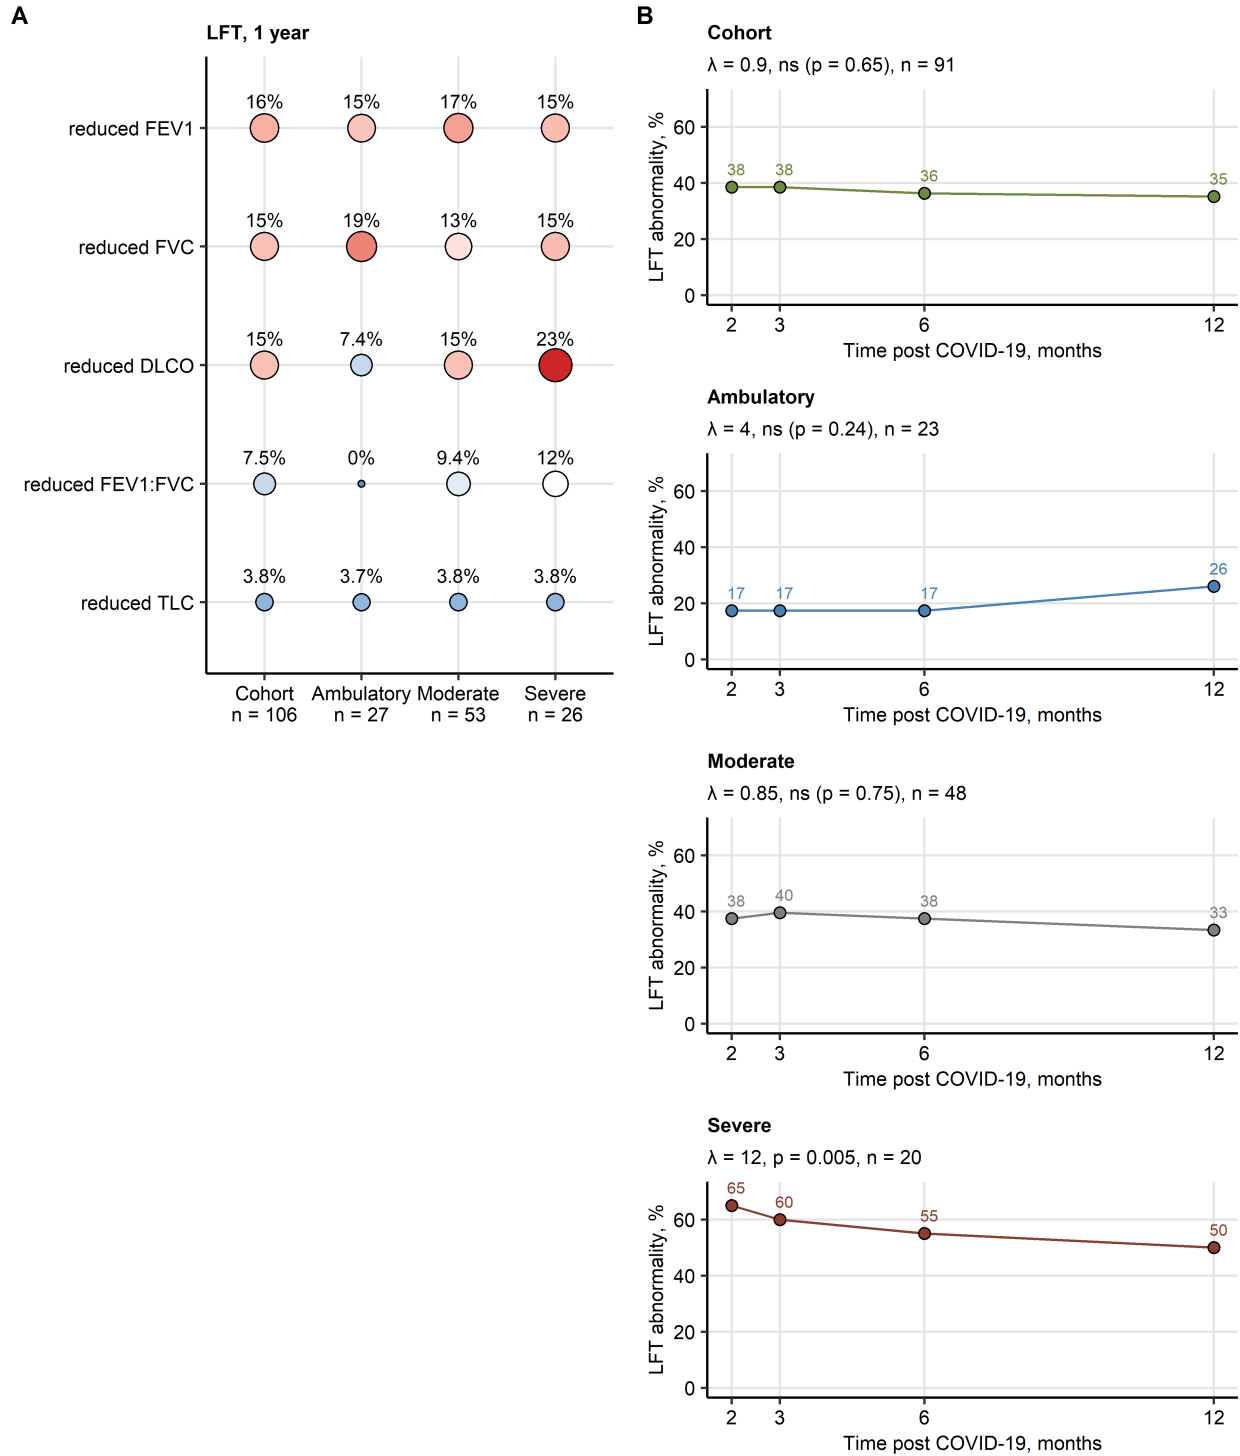 A
LFT, 1 year
16% 15% 17% 15%
reduced FEV1
15% 19% 13% 15%
reduced FVC
15% 7.4% 15% 23%
reduced DLCO
7.5% 0% 9.4% 12%
reduced FEV1:FVC
3.8% 3.7% 3.8% 3.8%
reduced TLC
Cohort Ambulatory Moderate Severe
n = 106 n = 27 n = 53 n = 26
B
Cohort
λ = 0.9, ns (p = 0.65), n = 91
LFT abnormality, %
60
40
20
0
38 38 36 35
2 3 6 12
Time post COVID-19, months
Ambulatory
λ = 4, ns (p = 0.24), n = 23
LFT abnormality, %
60
40
20
0
17 17 17 26
2 3 6 12
Time post COVID-19, months
Moderate
λ = 0.85, ns (p = 0.75), n = 48
LFT abnormality, %
60
40
20
0
38 40 38 33
2 3 6 12
Time post COVID-19, months
Severe
λ = 12, p = 0.005, n = 20
LFT abnormality, %
60
40
20
0
65 60 55 50
2 3 6 12
Time post COVID-19, months